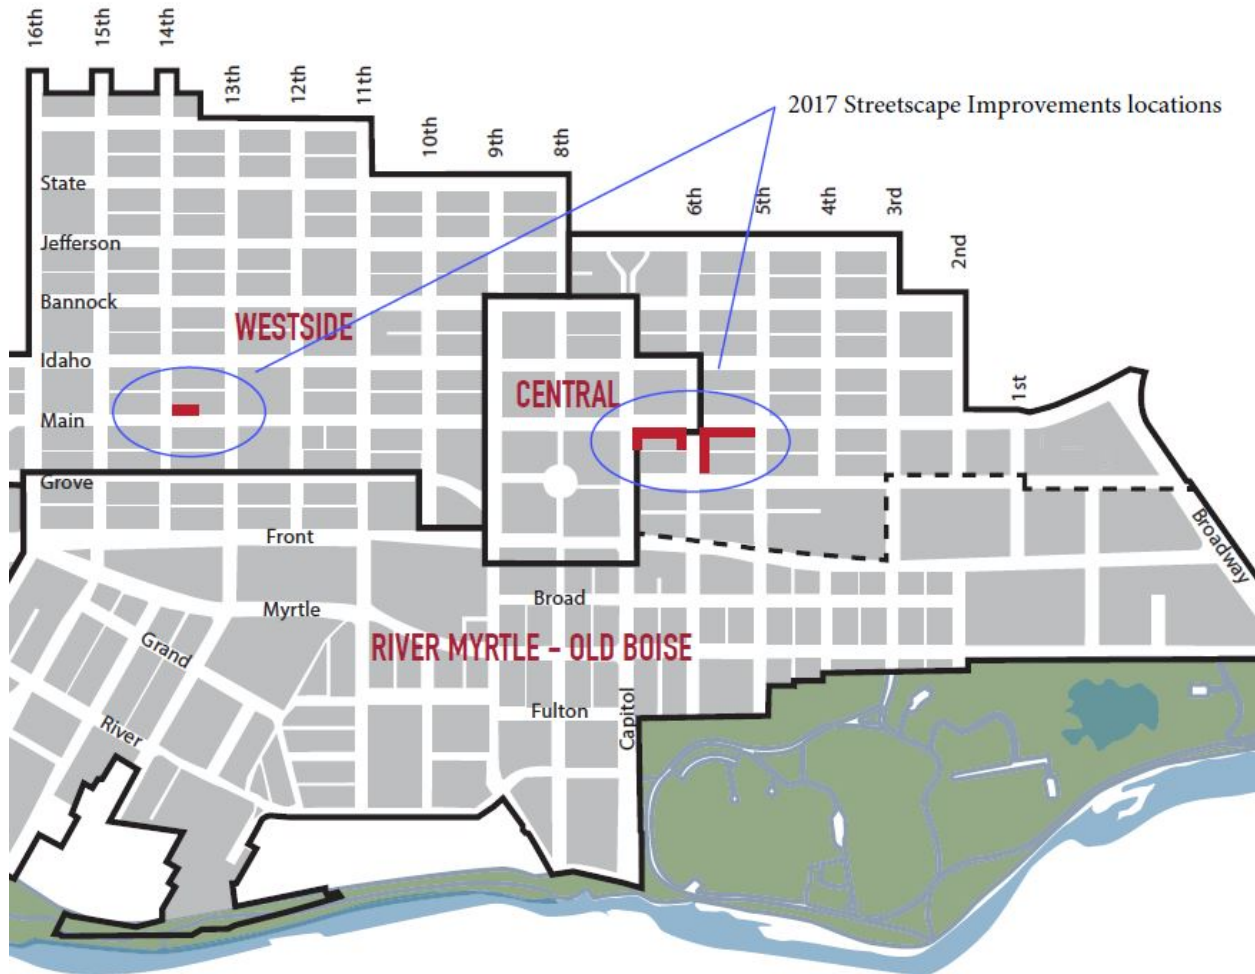 16th
15th
14th
13th
12th
11th
10th
9th
8th
2017 Streetscape Improvements locations
6th
5th
4th
3rd
2nd
1st
State
Jefferson
Bannock
WESTSIDE
Idaho
CENTRAL
Main
Grove
Front
Broadway
Broad
Myrtle
Grand
RIVER MYRTLE - OLD BOISE
River
Fulton
Capitol